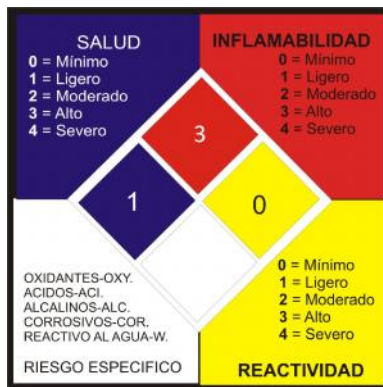 SALUD
0 = Mínimo
1 = Ligero
2 = Moderado
3 = Alto
4 = Severo
INFLAMABILIDAD
0 = Mínimo
1 = Ligero
2 = Moderado
3 = Alto
4 = Severo
3
1
0
OXIDANTES-OXY.
ACIDOS-ACI.
ALCALINOS-ALC.
CORROSIVOS-COR.
REACTIVO AL AGUA-W.
RIESGO ESPECIFICO
0 = Mínimo
1 = Ligero
2 = Moderado
3 = Alto
4 = Severo
REACTIVIDAD